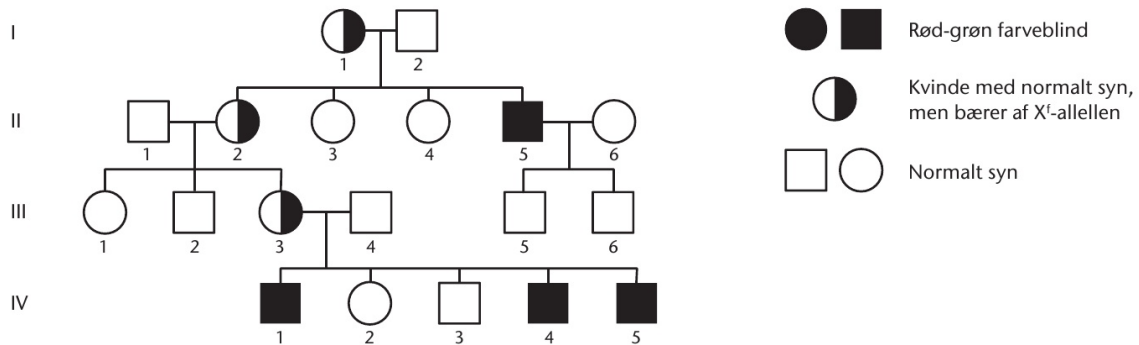 I
1 2
II
1 2 3 4 5 6
III
1 2 3 4 5 6
IV
1 2 3 4 5
Rød-grøn farveblind
Kvinde med normalt syn,
men bærer af Xᶠ-allellen
Normalt syn